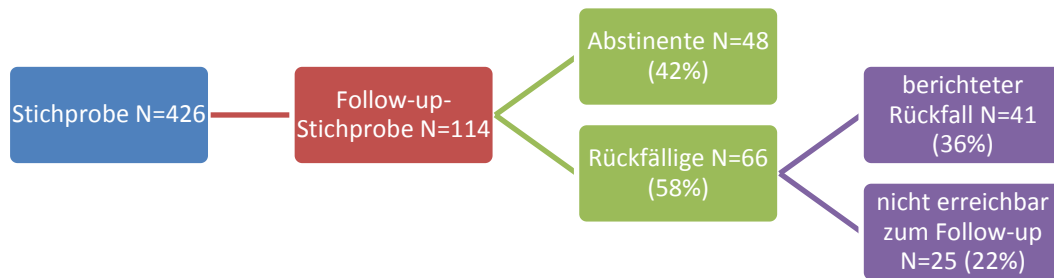 Stichprobe N=426
Follow-up-
Stichprobe N=114
Abstinente N=48
(42%)
Rückfällige N=66
(58%)
berichteter
Rückfall N=41
(36%)
nicht erreichbar
zum Follow-up
N=25 (22%)